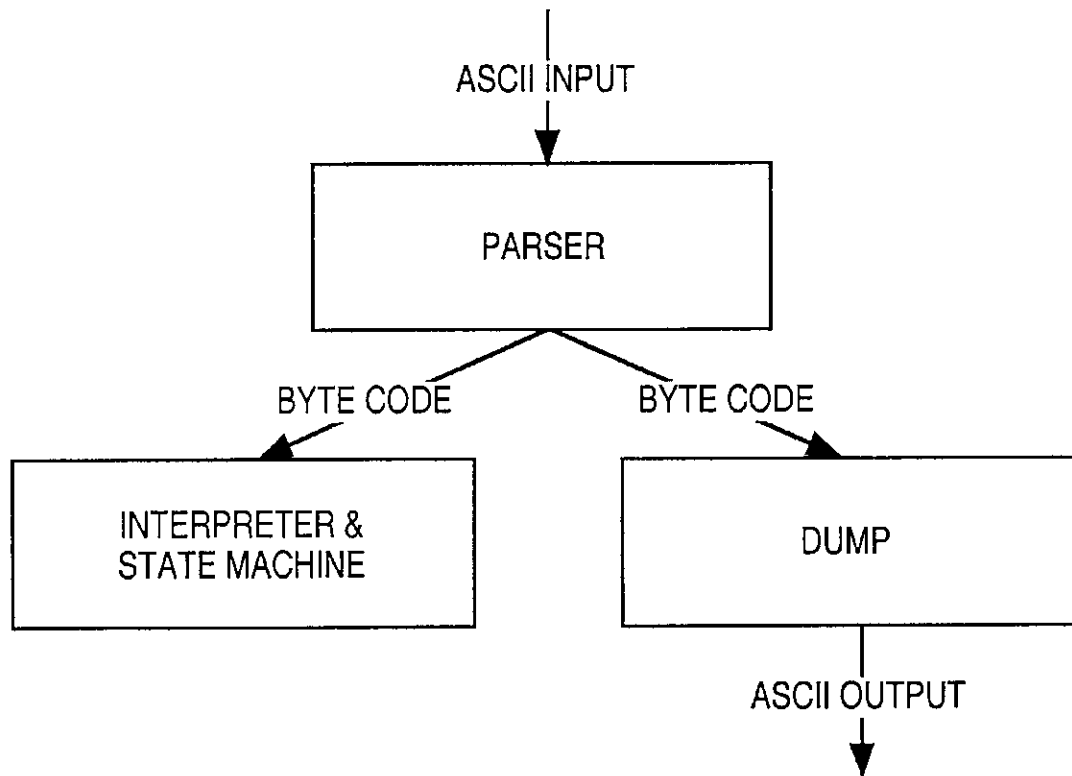 ASCII INPUT
PARSER
BYTE CODE
BYTE CODE
INTERPRETER &
STATE MACHINE
DUMP
ASCII OUTPUT